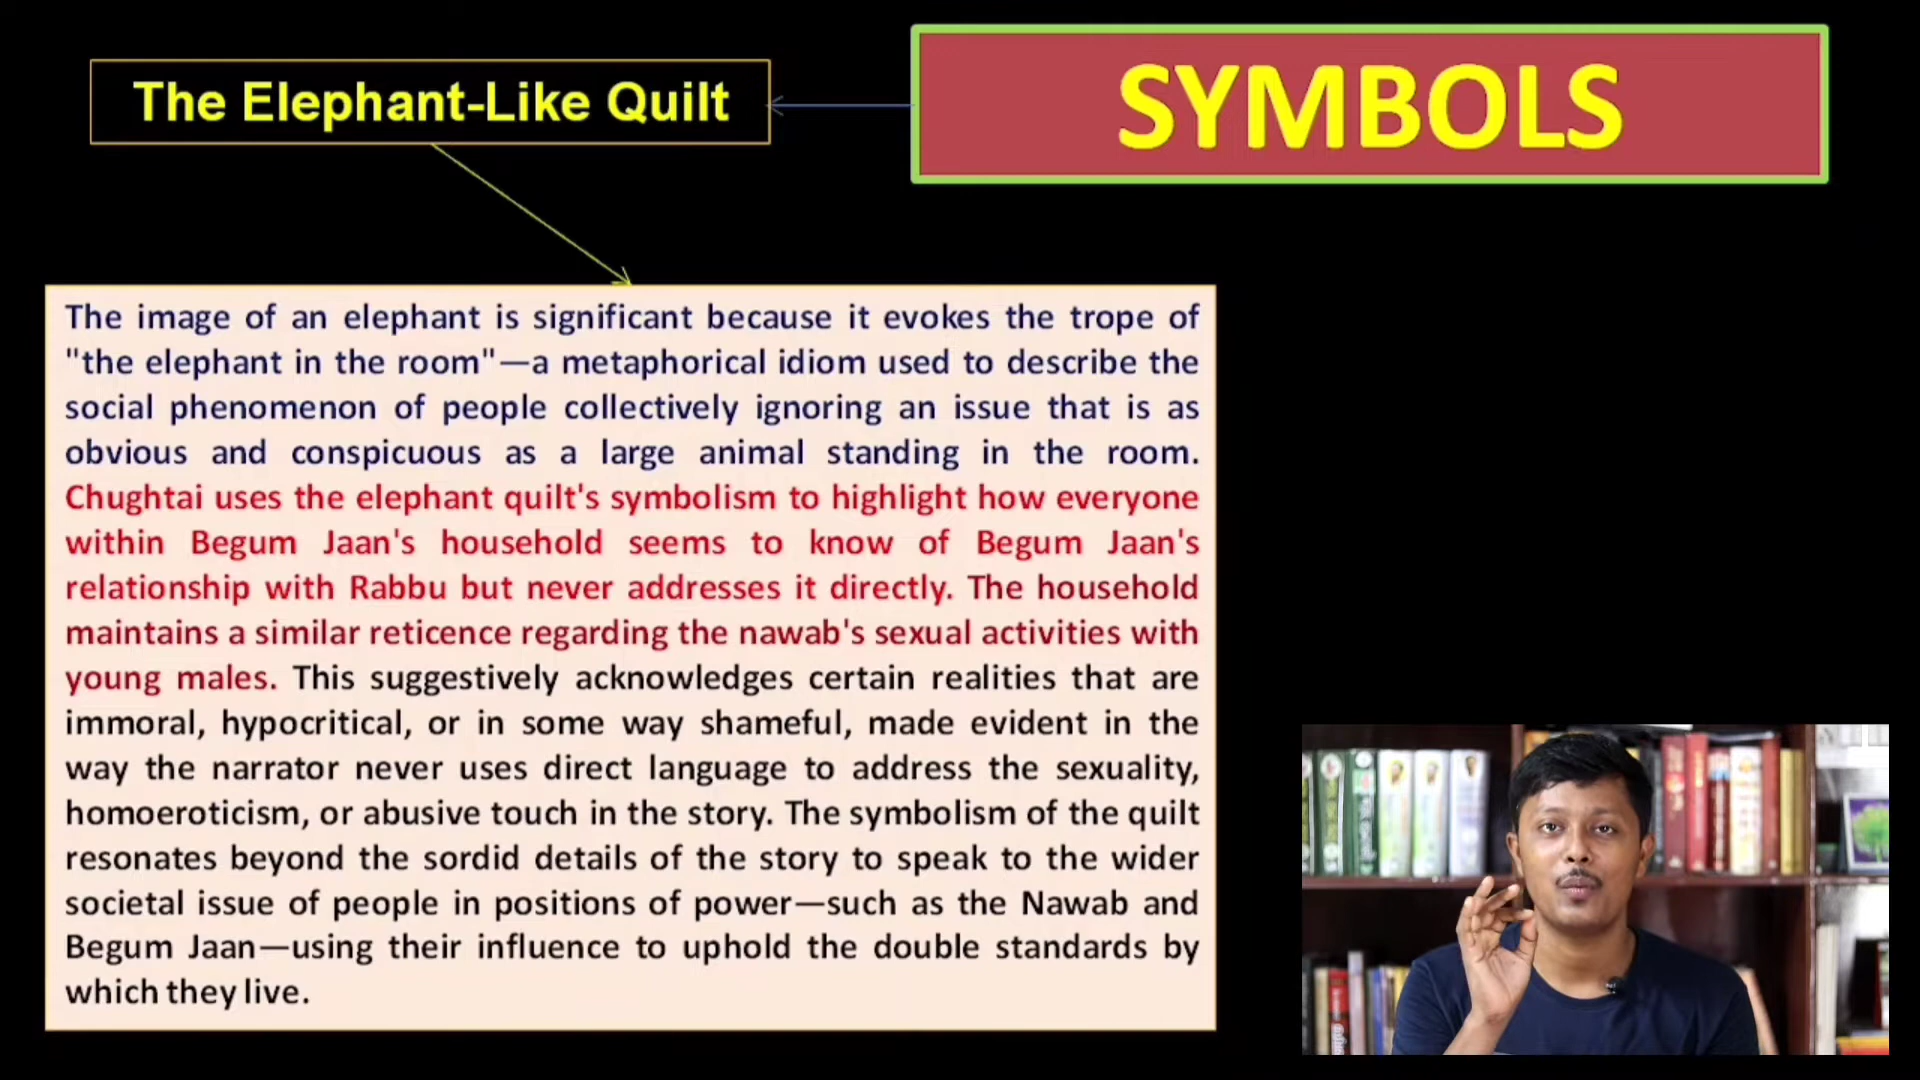 The Elephant-Like Quilt
SYMBOLS
The image of an elephant is significant because it evokes the trope of
"the elephant in the room"—a metaphorical idiom used to describe the
social phenomenon of people collectively ignoring an issue that is as
obvious and conspicuous as a large animal standing in the room.
Chughtai uses the elephant quilt's symbolism to highlight how everyone
within Begum Jaan's household seems to know of Begum Jaan's
relationship with Rabbu but never addresses it directly. The household
maintains a similar reticence regarding the nawab's sexual activities with
young males. This suggestively acknowledges certain realities that are
immoral, hypocritical, or in some way shameful, made evident in the
way the narrator never uses direct language to address the sexuality,
homoeroticism, or abusive touch in the story. The symbolism of the quilt
resonates beyond the sordid details of the story to speak to the wider
societal issue of people in positions of power—such as the Nawab and
Begum Jaan—using their influence to uphold the double standards by
which they live.